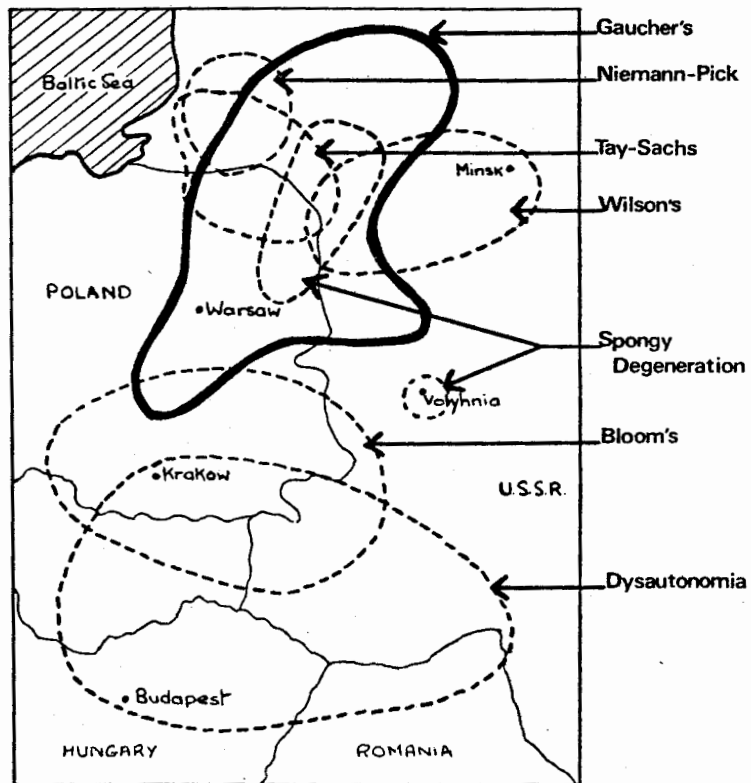 Gaucher's
Baltic Sea
Niemann-Pick
Tay-Sachs
Minsk
Wilson's
POLAND
Warsaw
Spongy
Degeneration
Volyhnia
Bloom's
Krakow
U.S.S.R.
Dysautonomia
Budapest
HUNGARY
ROMANIA